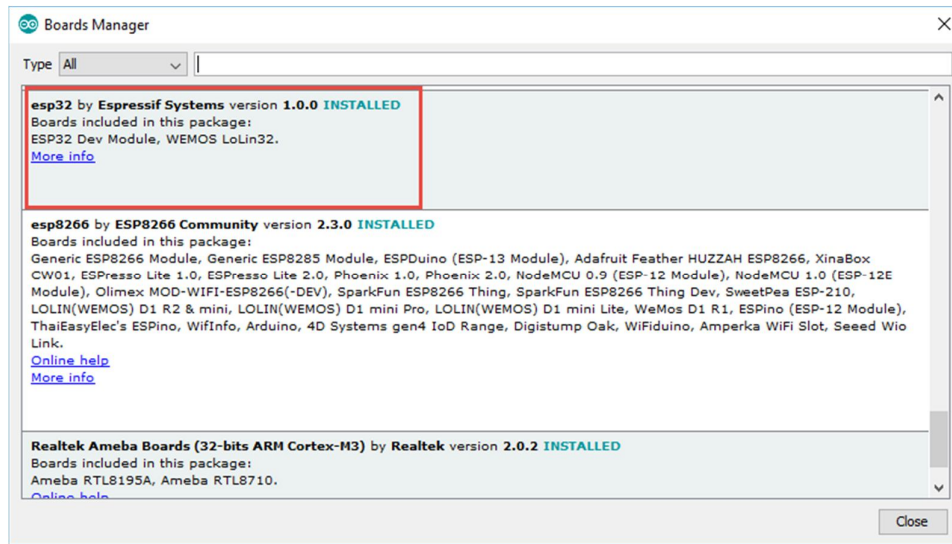 Boards Manager
Type All
esp32 by Espressif Systems version 1.0.0 INSTALLED
Boards included in this package:
ESP32 Dev Module, WEMOS LoLin32.
More info
esp8266 by ESP8266 Community version 2.3.0 INSTALLED
Boards included in this package:
Generic ESP8266 Module, Generic ESP8285 Module, ESPDuino (ESP-13 Module), Adafruit Feather HUZZAH ESP8266, XinaBox
CW01, ESPresso Lite 1.0, ESPresso Lite 2.0, Phoenix 1.0, Phoenix 2.0, NodeMCU 0.9 (ESP-12 Module), NodeMCU 1.0 (ESP-12E
Module), Olimex MOD-WIFI-ESP8266(-DEV), SparkFun ESP8266 Thing, SparkFun ESP8266 Thing Dev, SweetPea ESP-210,
LOLIN(WEMOS) D1 R2 & mini, LOLIN(WEMOS) D1 mini Pro, LOLIN(WEMOS) D1 mini Lite, WeMos D1 R1, ESPino (ESP-12 Module),
ThaiEasyElec's ESPino, WifInfo, Arduino, 4D Systems gen4 IoD Range, Digistump Oak, WiFiduino, Amperka WiFi Slot, Seeed Wio
Link.
Online help
More info
Realtek Ameba Boards (32-bits ARM Cortex-M3) by Realtek version 2.0.2 INSTALLED
Boards included in this package:
Ameba RTL8195A, Ameba RTL8710.
Online help
Close